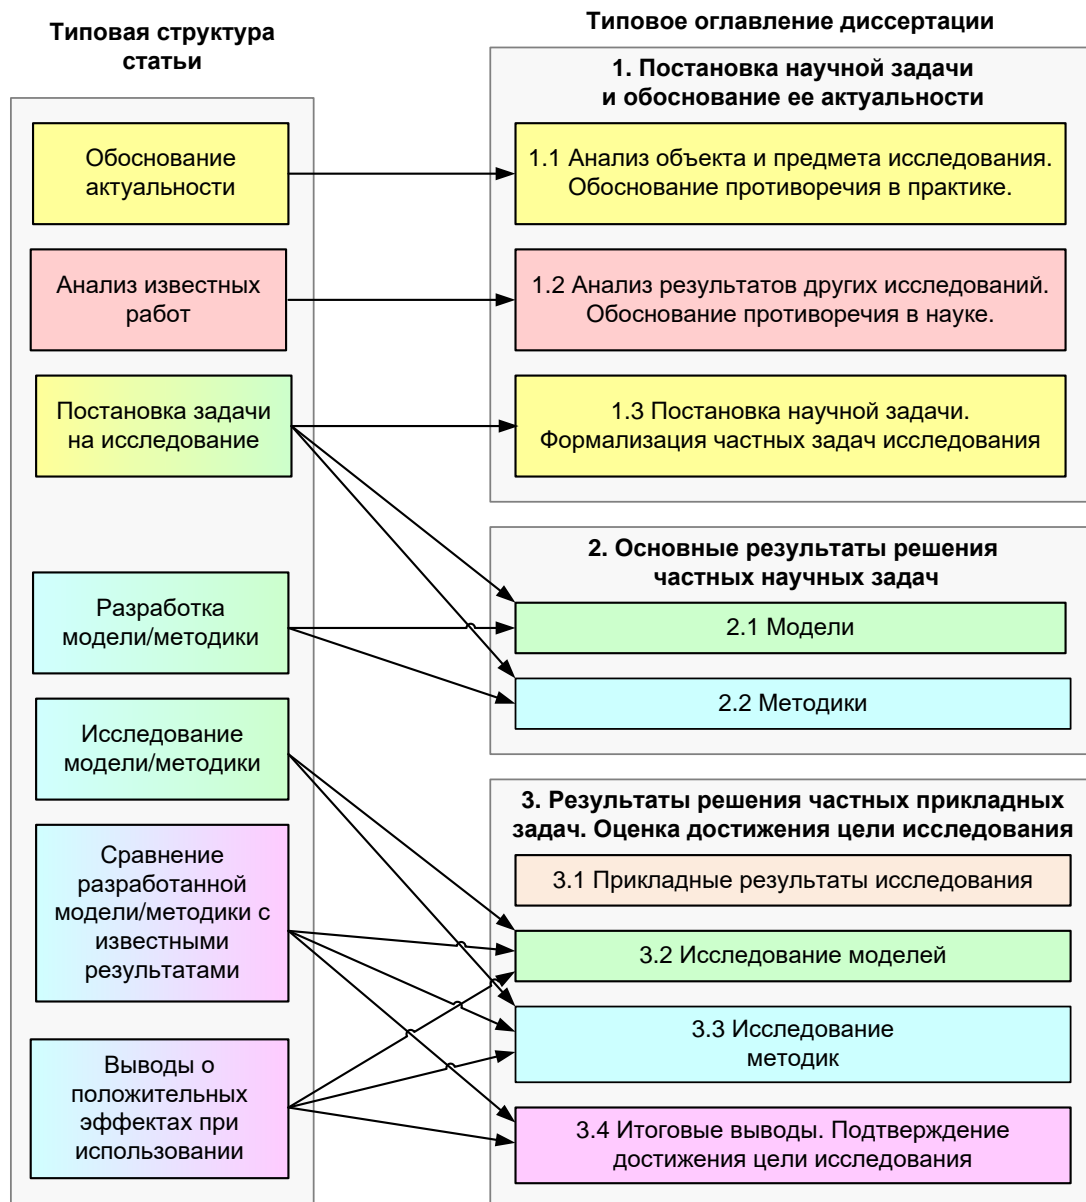 Типовая структура
статьи
Обоснование
актуальности
Анализ известных
работ
Постановка задачи
на исследование
Разработка
модели/методики
Исследование
модели/методики
Сравнение
разработанной
модели/методики с
известными
результатами
Выводы о
положительных
эффектах при
использовании
Типовое оглавление диссертации
1. Постановка научной задачи
и обоснование ее актуальности
1.1 Анализ объекта и предмета исследования.
Обоснование противоречия в практике.
1.2 Анализ результатов других исследований.
Обоснование противоречия в науке.
1.3 Постановка научной задачи.
Формализация частных задач исследования
2. Основные результаты решения
частных научных задач
2.1 Модели
2.2 Методики
3. Результаты решения частных прикладных
задач. Оценка достижения цели исследования
3.1 Прикладные результаты исследования
3.2 Исследование моделей
3.3 Исследование
методик
3.4 Итоговые выводы. Подтверждение
достижения цели исследования